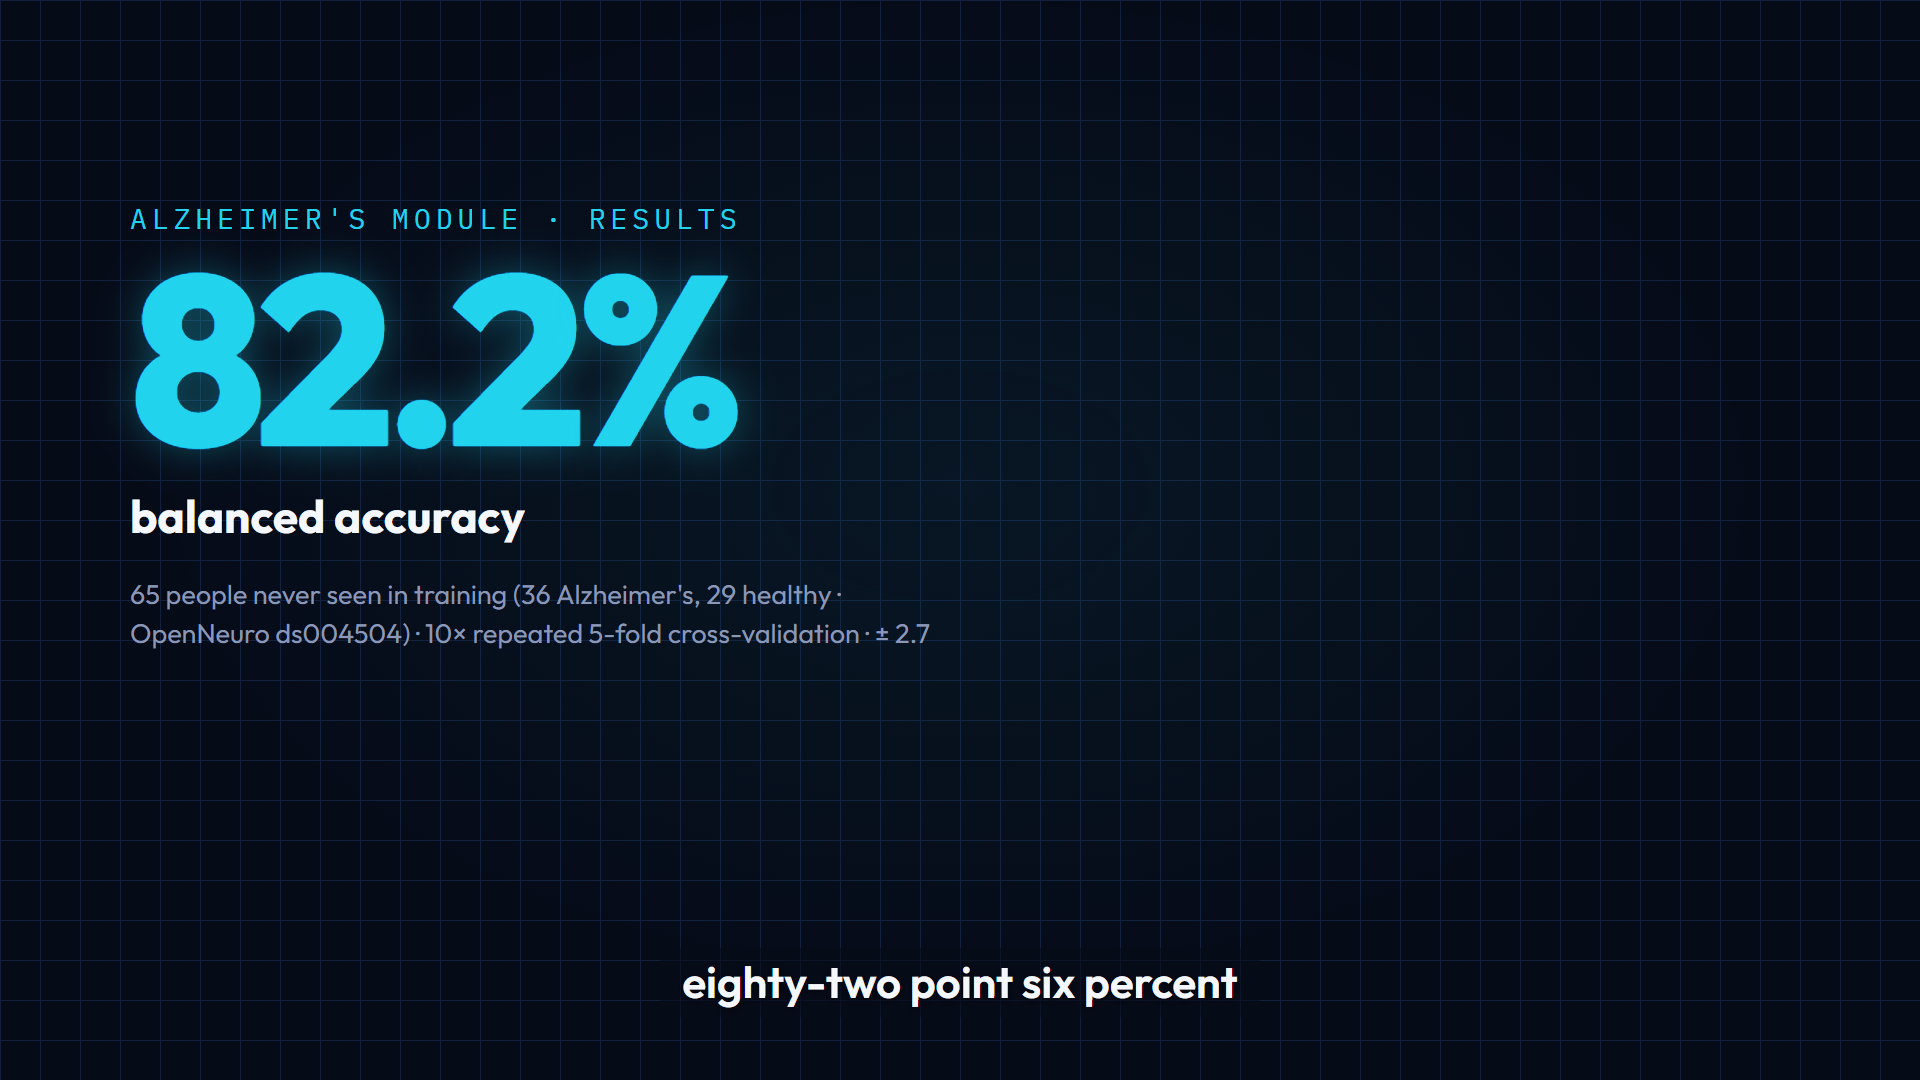 ALZHEIMER'S MODULE · RESULTS
82.2%
balanced accuracy
65 people never seen in training (36 Alzheimer's, 29 healthy ·
OpenNeuro ds004504) · 10× repeated 5-fold cross-validation · ± 2.7
eighty-two point six percent